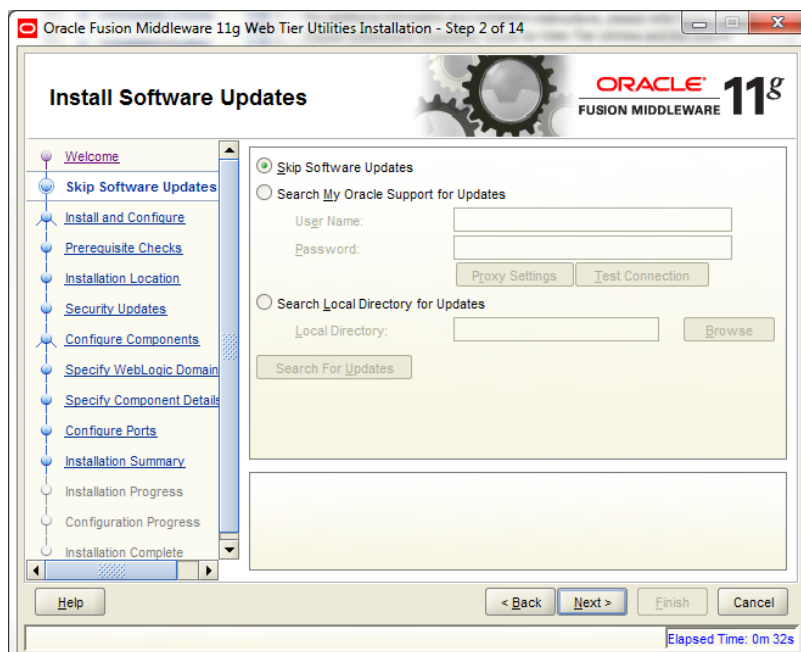 Oracle Fusion Middleware 11g Web Tier Utilities Installation - Step 2 of 14
Install Software Updates
ORACLE
FUSION MIDDLEWARE 11g
Welcome
Skip Software Updates
Install and Configure
Prerequisite Checks
Installation Location
Security Updates
Configure Components
Specify WebLogic Domain
Specify Component Details
Configure Ports
Installation Summary
Installation Progress
Configuration Progress
Installation Complete
Skip Software Updates
Search My Oracle Support for Updates
User Name:
Password:
Proxy Settings Test Connection
Search Local Directory for Updates
Local Directory: Browse
Search For Updates
Help < Back Next > Finish Cancel
Elapsed Time: 0m 32s